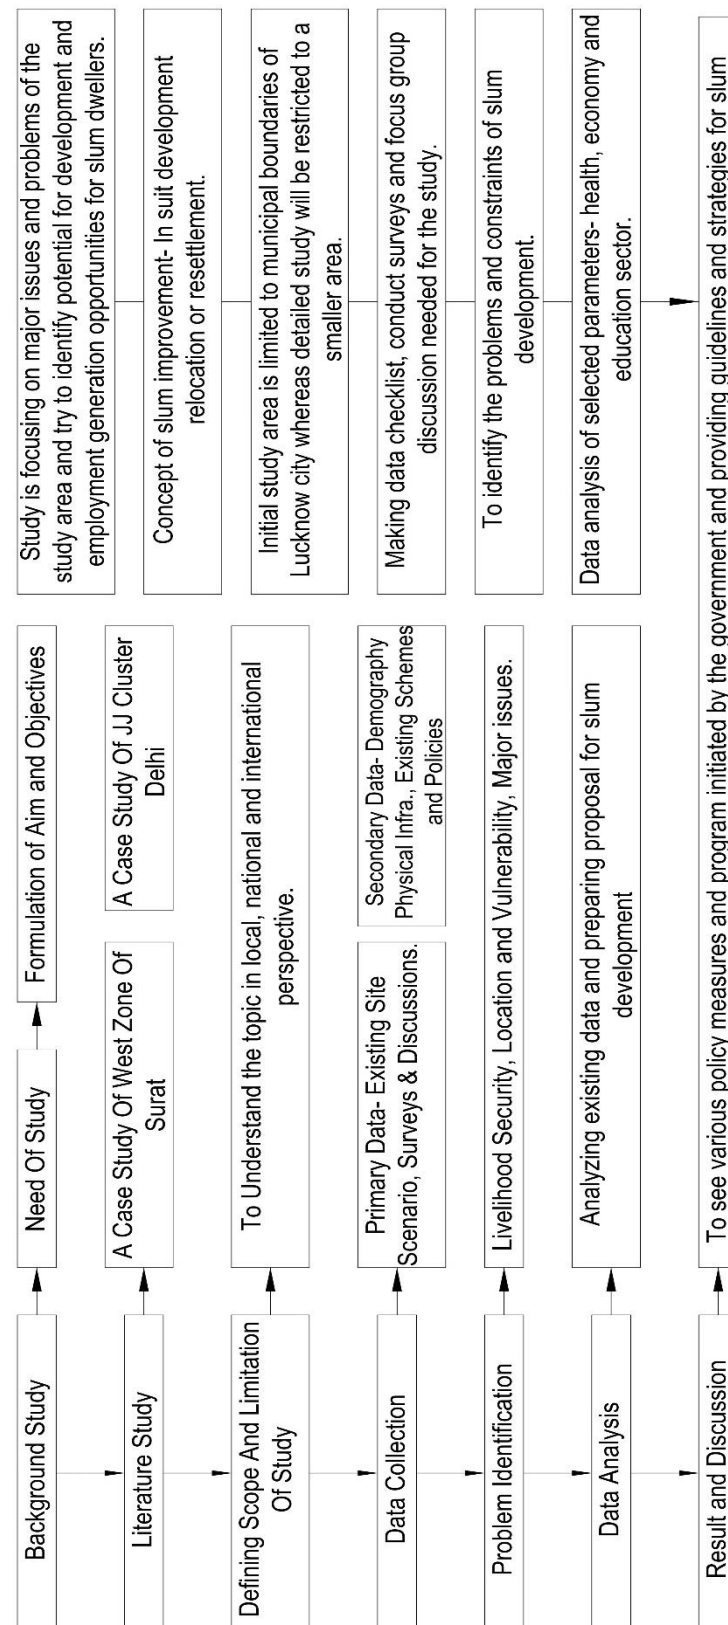 Background Study
Need Of Study
Formulation of Aim and Objectives
Study is focusing on major issues and problems of the
study area and try to identify potential for development and
employment generation opportunities for slum dwellers.
Literature Study
A Case Study Of West Zone Of
Surat
A Case Study Of JJ Cluster
Delhi
Concept of slum improvement- In suit development
relocation or resettlement.
Defining Scope And Limitation
Of Study
To Understand the topic in local, national and international
perspective.
Initial study area is limited to municipal boundaries of
Lucknow city whereas detailed study will be restricted to a
smaller area.
Data Collection
Primary Data- Existing Site
Scenario, Surveys & Discussions.
Secondary Data- Demography
Physical Infra., Existing Schemes
and Policies
Making data checklist, conduct surveys and focus group
discussion needed for the study.
Problem Identification
Livelihood Security, Location and Vulnerability, Major issues.
To identify the problems and constraints of slum
development.
Data Analysis
Analyzing existing data and preparing proposal for slum
development
Data analysis of selected parameters- health, economy and
education sector.
Result and Discussion
To see various policy measures and program initiated by the government and providing guidelines and strategies for slum